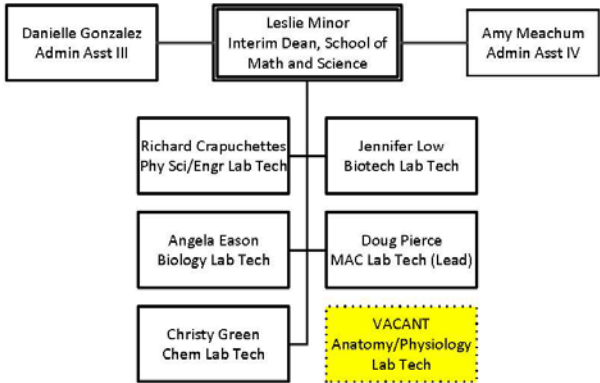 Danielle Gonzalez
Admin Asst III
Leslie Minor
Interim Dean, School of
Math and Science
Amy Meachum
Admin Asst IV
Richard Crapuchettes
Phy Sci/Engr Lab Tech
Jennifer Low
Biotech Lab Tech
Angela Eason
Biology Lab Tech
Doug Pierce
MAC Lab Tech (Lead)
Christy Green
Chem Lab Tech
VACANT
Anatomy/Physiology
Lab Tech